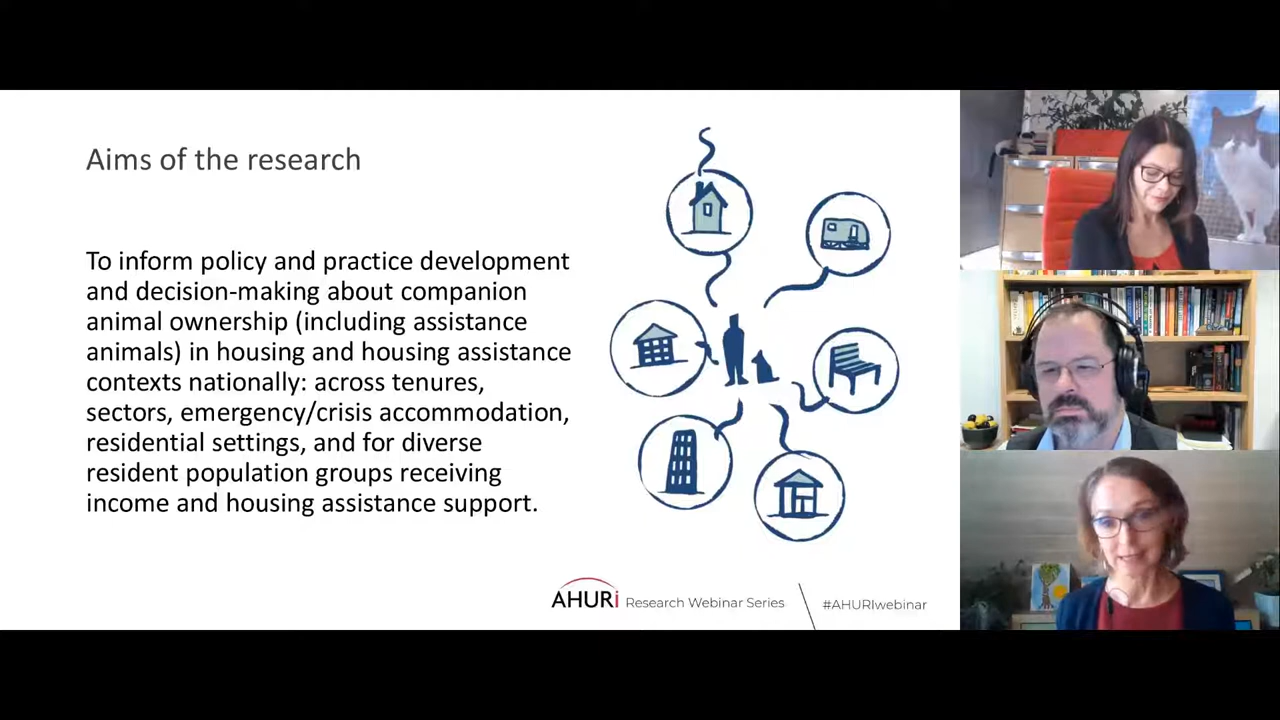 Aims of the research
To inform policy and practice development
and decision-making about companion
animal ownership (including assistance
animals) in housing and housing assistance
contexts nationally: across tenures,
sectors, emergency/crisis accommodation,
residential settings, and for diverse
resident population groups receiving
income and housing assistance support.
AHURi Research Webinar Series
#AHURIwebinar